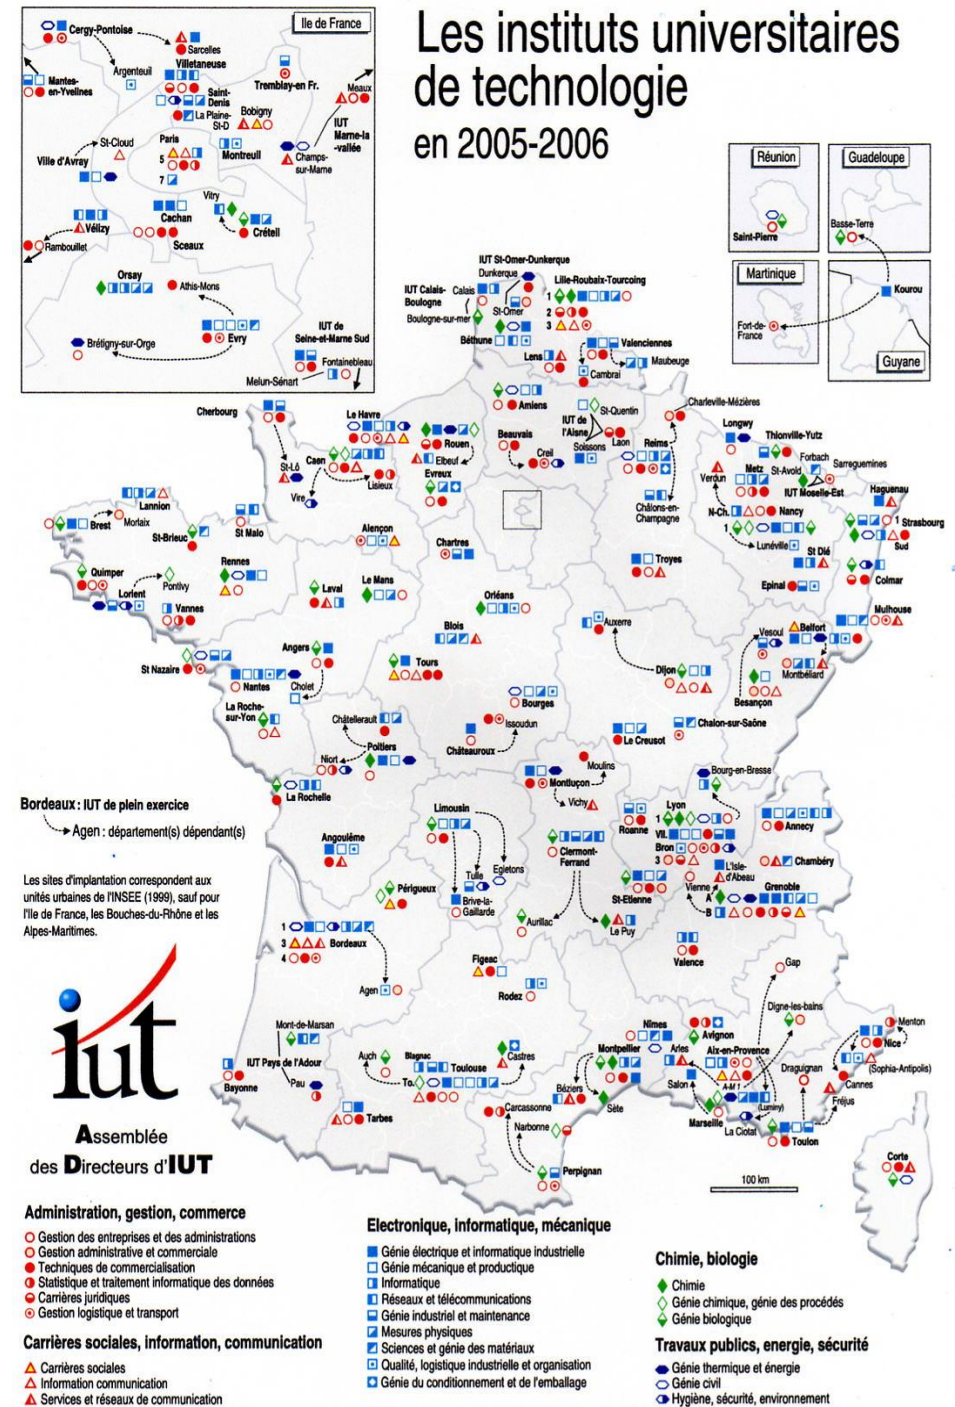 Les instituts universitaires
de technologie
en 2005-2006
Ile de France
Cergy-Pontoise
Sarcelles
Argenteuil
Villetaneuse
Tremblay-en Fr.
Mantes-
en-Yvelines
Saint-
Denis
La Plaine-
St-D
Bobigny
Meaux
IUT
Marne-la
-vallée
St-Cloud
Ville d'Avray
Paris
5
7
Montreuil
Champs-
sur-Marne
Vitry
Vélizy
Cachan
Créteil
Rambouillet
Sceaux
Orsay
Athis-Mons
Evry
Brétigny-sur-Orge
IUT de
Seine-et-Marne Sud
Fontainebleau
Melun-Sénart
Réunion
Saint-Pierre
Guadeloupe
Basse-Terre
Martinique
Fort-de-
France
Kourou
Guyane
IUT St-Omer-Dunkerque
Dunkerque
St-Omer
IUT Calais-
Boulogne
Calais
Boulogne-sur-mer
Lille-Roubaix-Tourcoing
1
2
3
Béthune
Lens
Valenciennes
Maubeuge
Cambrai
Cherbourg
Le Havre
Amiens
St-Quentin
IUT de
l'Aisne
Laon
Soissons
Charleville-Mézières
Beauvais
Creil
Rouen
Elbeuf
Evreux
Caen
Lisieux
St-Lô
Vire
Reims
Châlons-en-
Champagne
Longwy
Thionville-Yutz
Forbach
Sarreguemines
St-Avold
IUT Moselle-Est
Metz
Verdun
N-Ch.
Nancy
1
Lunéville
Haguenau
1 Strasbourg
Sud
St Dié
Colmar
Epinal
Mulhouse
Lannion
Morlaix
Brest
St-Brieuc
St Malo
Quimper
Pontivy
Lorient
Vannes
Rennes
Alençon
Chartres
Laval
Le Mans
Orléans
Troyes
Blois
Auxerre
Angers
Tours
St Nazaire
Nantes
Cholet
Bourges
Dijon
Vesoul
Belfort
Montbéliard
Besançon
La Roche-
sur-Yon
Châtellerault
Poitiers
Niort
Châteauroux
Issoudun
Le Creusot
Chalon-sur-Saône
La Rochelle
Montluçon
Moulins
Vichy
Bourg-en-Bresse
Bordeaux : IUT de plein exercice
Agen : département(s) dépendant(s)
Les sites d'implantation correspondent aux
unités urbaines de l'INSEE (1999), sauf pour
l'Ile de France, les Bouches-du-Rhône et les
Alpes-Maritimes.
Limousin
Angoulême
Tulle
Egletons
Brive-la-
Gaillarde
Clermont-
Ferrand
Roanne
Lyon
1
Vll.
Bron
3
Annecy
Chambéry
L'Isle-
d'Abeau
Vienne
Grenoble
A
B
St-Etienne
Périgueux
Aurillac
Le Puy
Valence
1
3 Bordeaux
4
Agen
Figeac
Rodez
Gap
Digne-les-bains
Mont-de-Marsan
IUT Pays de l'Adour
Bayonne
Pau
Tarbes
Auch
Blagnac
Toulouse
To.
Castres
Montpellier
Béziers
Sète
Nîmes
Arles
Salon
Avignon
Aix-en-Provence
A-M 1
(Luminy)
Marseille
La Ciotat
Draguignan
Toulon
Menton
Nice
(Sophia-Antipolis)
Cannes
Fréjus
Carcassonne
Narbonne
Perpignan
Corte
100 km
iut
Assemblée
des Directeurs d'IUT
Administration, gestion, commerce
Gestion des entreprises et des administrations
Gestion administrative et commerciale
Techniques de commercialisation
Statistique et traitement informatique des données
Carrières juridiques
Gestion logistique et transport
Carrières sociales, information, communication
Carrières sociales
Information communication
Services et réseaux de communication
Electronique, informatique, mécanique
Génie électrique et informatique industrielle
Génie mécanique et productique
Informatique
Réseaux et télécommunications
Génie industriel et maintenance
Mesures physiques
Sciences et génie des matériaux
Qualité, logistique industrielle et organisation
Génie du conditionnement et de l'emballage
Chimie, biologie
Chimie
Génie chimique, génie des procédés
Génie biologique
Travaux publics, energie, sécurité
Génie thermique et énergie
Génie civil
Hygiène, sécurité, environnement